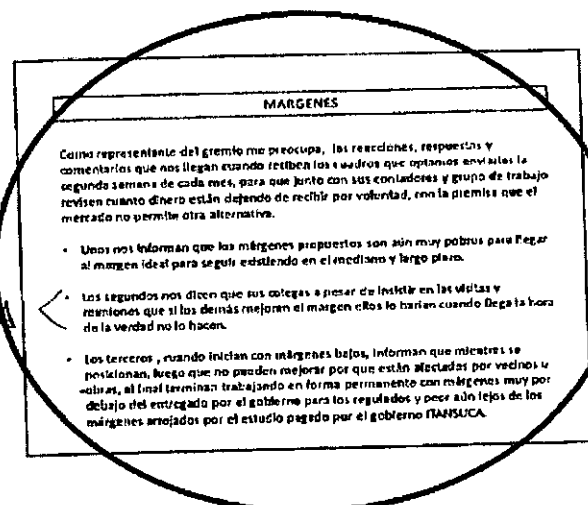 MARGENES
Como representante del gremio me preocupa, las reacciones, respuestas y
comentarios que nos llegan cuando reciben los cuadros que optamos enviarles la
segunda semana de cada mes, para que junto con sus contadores y grupo de trabajo
revisen cuanto dinero están dejando de recibir por voluntad, con la premisa que el
mercado no permite otra alternativa.
• Unos nos informan que los márgenes propuestos son aún muy pobres para llegar
al margen ideal para seguir existiendo en el mediano y largo plazo.
• Los segundos nos dicen que sus colegas a pesar de insistir en las visitas y
reuniones que si los demás mejoran el margen ellos lo harían cuando llega la hora
de la verdad no lo hacen.
• Los terceros , cuando inician con márgenes bajos, informan que mientras se
posicionan, luego que no pueden mejorar por que están afectados por vecinos u
obras, al final terminan trabajando en forma permanente con márgenes muy por
debajo del entregado por el gobierno para los regulados y peor aún lejos de los
márgenes arrojados por el estudio pagado por el gobierno ITANSUCA.